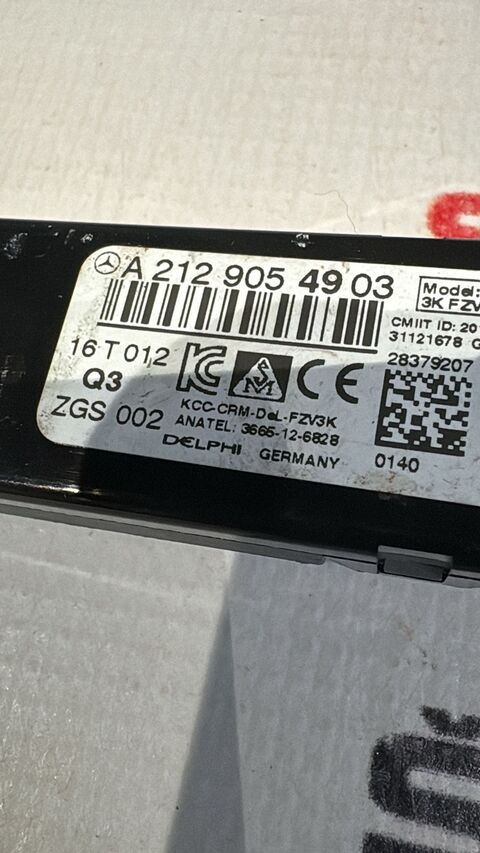 A 212 905 49 03
Model:
3K FZV
CMIIT ID: 201
31121678 G
28379207
16 T 012
Q3
ZGS 002
KCC-CRM-DeL-FZV3K
ANATEL: 3665-12-6828
DELPHI GERMANY
0140